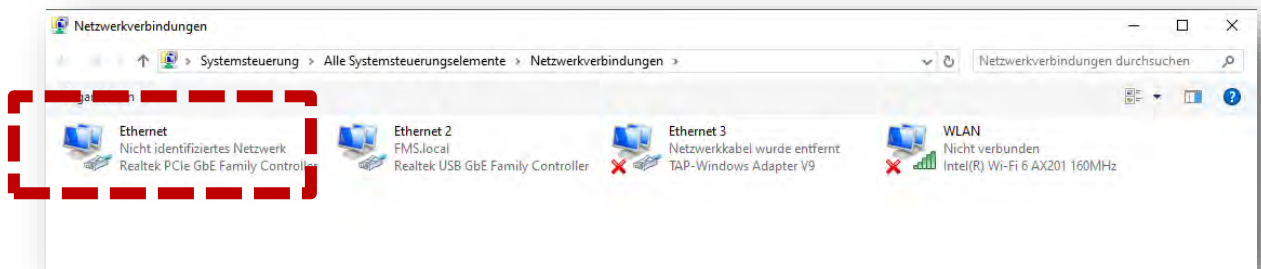 Netzwerkverbindungen
Systemsteuerung > Alle Systemsteuerungselemente > Netzwerkverbindungen >
Netzwerkverbindungen durchsuchen
Ethernet
Nicht identifiziertes Netzwerk
Realtek PCIe GbE Family Controller
Ethernet 2
FMS.local
Realtek USB GbE Family Controller
Ethernet 3
Netzwerkkabel wurde entfernt
TAP-Windows Adapter V9
WLAN
Nicht verbunden
Intel(R) Wi-Fi 6 AX201 160MHz